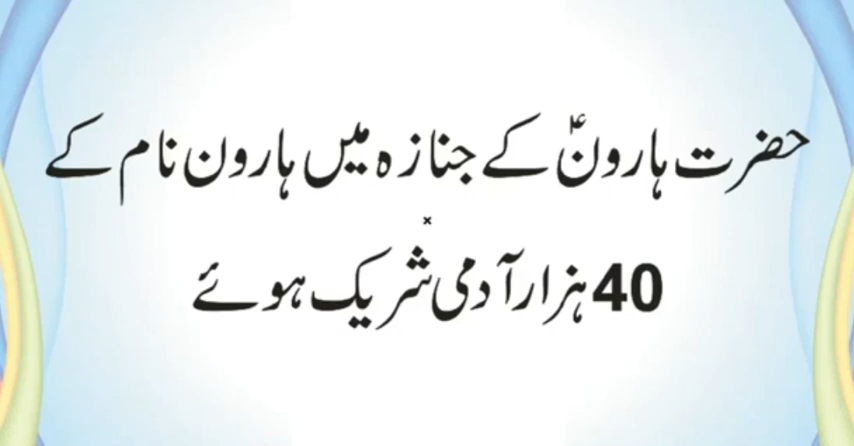 حضرت ہارونؑ کے جنازہ میں ہارون نام کے
40 ہزار آدمی شریک ہوئے